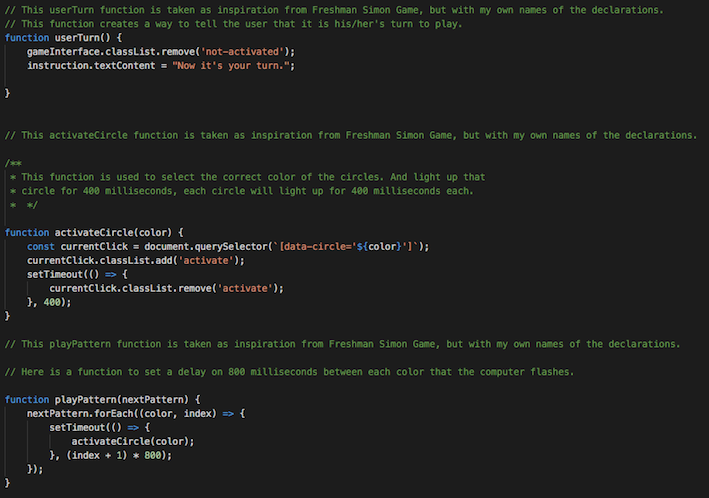 // This userTurn function is taken as inspiration from Freshman Simon Game, but with my own names of the declarations.
// This function creates a way to tell the user that it is his/her's turn to play.
function userTurn() {
    gameInterface.classList.remove('not-activated');
    instruction.textContent = "Now it's your turn.";
}
// This activateCircle function is taken as inspiration from Freshman Simon Game, but with my own names of the declarations.
/**
 * This function is used to select the correct color of the circles. And light up that
 * circle for 400 milliseconds, each circle will light up for 400 milliseconds each.
 *  */
function activateCircle(color) {
    const currentClick = document.querySelector(`[data-circle='${color}']`);
    currentClick.classList.add('activate');
    setTimeout(() => {
        currentClick.classList.remove('activate');
    }, 400);
}
// This playPattern function is taken as inspiration from Freshman Simon Game, but with my own names of the declarations.
// Here is a function to set a delay on 800 milliseconds between each color that the computer flashes.
function playPattern(nextPattern) {
    nextPattern.forEach((color, index) => {
        setTimeout(() => {
            activateCircle(color);
        }, (index + 1) * 800);
    });
}